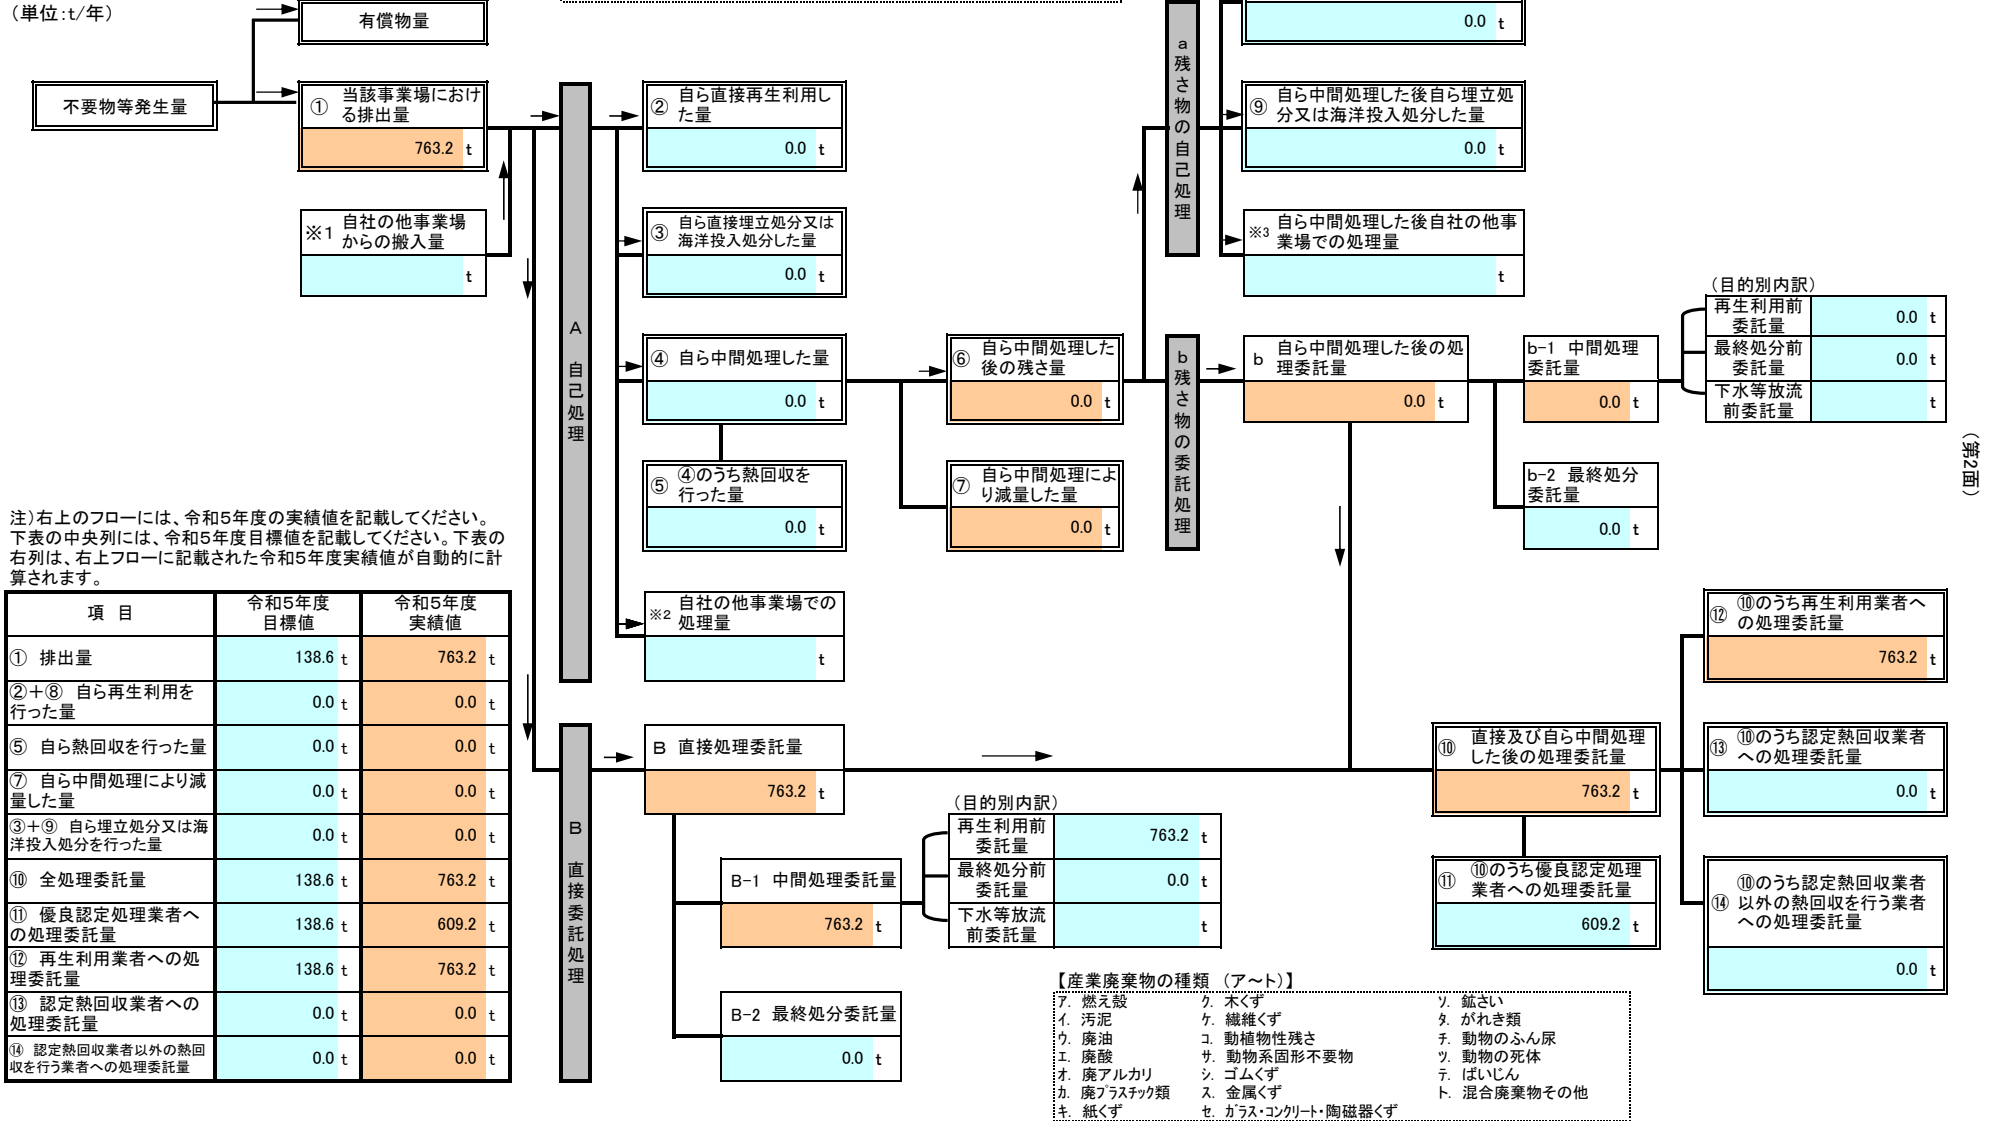 （単位：t/年）
有償物量
不要物等発生量
① 当該事業場におけ
る排出量
763.2 t
※1 自社の他事業場
からの搬入量
t
A 自己処理
② 自ら直接再生利用し
た量
0.0 t
③ 自ら直接埋立処分又は
海洋投入処分した量
0.0 t
④ 自ら中間処理した量
0.0 t
⑤ ④のうち熱回収を
行った量
0.0 t
※2 自社の他事業場での
処理量
t
⑥ 自ら中間処理した
後の残さ量
0.0 t
⑦ 自ら中間処理によ
り減量した量
0.0 t
a残さ物の自己処理
0.0 t
⑨ 自ら中間処理した後自ら埋立処
分又は海洋投入処分した量
0.0 t
※3 自ら中間処理した後自社の他事
業場での処理量
t
b残さ物の委託処理
b 自ら中間処理した後の処
理委託量
0.0 t
b-1 中間処理
委託量
0.0 t
b-2 最終処分
委託量
0.0 t
（目的別内訳）
再生利用前
委託量
0.0 t
最終処分前
委託量
0.0 t
下水等放流
前委託量
t
（第2面）
注）右上のフローには、令和5年度の実績値を記載してください。
下表の中央列には、令和5年度目標値を記載してください。下表の
右列は、右上フローに記載された令和5年度実績値が自動的に計
算されます。
項 目 令和5年度 令和5年度
目標値 実績値
① 排出量 138.6 t 763.2 t
②＋⑧ 自ら再生利用を
行った量 0.0 t 0.0 t
⑤ 自ら熱回収を行った量 0.0 t 0.0 t
⑦ 自ら中間処理により減
量した量 0.0 t 0.0 t
③＋⑨ 自ら埋立処分又は海
洋投入処分を行った量 0.0 t 0.0 t
⑩ 全処理委託量 138.6 t 763.2 t
⑪ 優良認定処理業者へ
の処理委託量 138.6 t 609.2 t
⑫ 再生利用業者への処
理委託量 138.6 t 763.2 t
⑬ 認定熱回収業者への
処理委託量 0.0 t 0.0 t
⑭ 認定熱回収業者以外の熱回
収を行う業者への処理委託量 0.0 t 0.0 t
B 直接委託処理
B 直接処理委託量
763.2 t
B-1 中間処理委託量
763.2 t
B-2 最終処分委託量
0.0 t
（目的別内訳）
再生利用前
委託量
763.2 t
最終処分前
委託量
0.0 t
下水等放流
前委託量
t
⑩ 直接及び自ら中間処理
した後の処理委託量
763.2 t
⑪ ⑩のうち優良認定処理
業者への処理委託量
609.2 t
⑫ ⑩のうち再生利用業者へ
の処理委託量
763.2 t
⑬ ⑩のうち認定熱回収業者
への処理委託量
0.0 t
⑭ ⑩のうち認定熱回収業者
以外の熱回収を行う業者
への処理委託量
0.0 t
【産業廃棄物の種類 （ア～ト）】
ア. 燃え殻 ク. 木くず ソ. 鉱さい
イ. 汚泥 ケ. 繊維くず タ. がれき類
ウ. 廃油 コ. 動植物性残さ チ. 動物のふん尿
エ. 廃酸 サ. 動物系固形不要物 ツ. 動物の死体
オ. 廃アルカリ シ. ゴムくず テ. ばいじん
カ. 廃プラスチック類 ス. 金属くず ト. 混合廃棄物その他
キ. 紙くず セ. ガラス・コンクリート・陶磁器くず